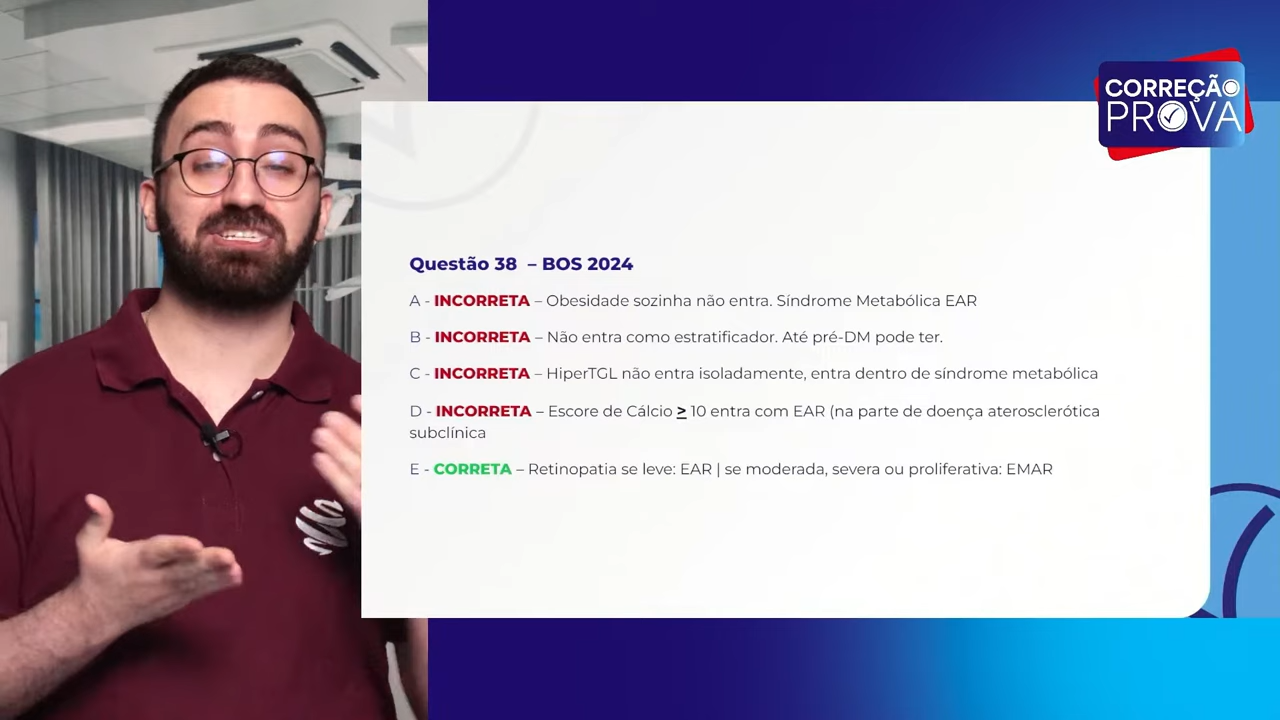 CORREÇÃO
PROVA
Questão 38 – BOS 2024
A - INCORRETA – Obesidade sozinha não entra. Síndrome Metabólica EAR
B - INCORRETA – Não entra como estratificador. Até pré-DM pode ter.
C - INCORRETA – HiperTGL não entra isoladamente, entra dentro de síndrome metabólica
D - INCORRETA – Escore de Cálcio ≥ 10 entra com EAR (na parte de doença aterosclerótica
subclínica
E - CORRETA – Retinopatia se leve: EAR | se moderada, severa ou proliferativa: EMAR